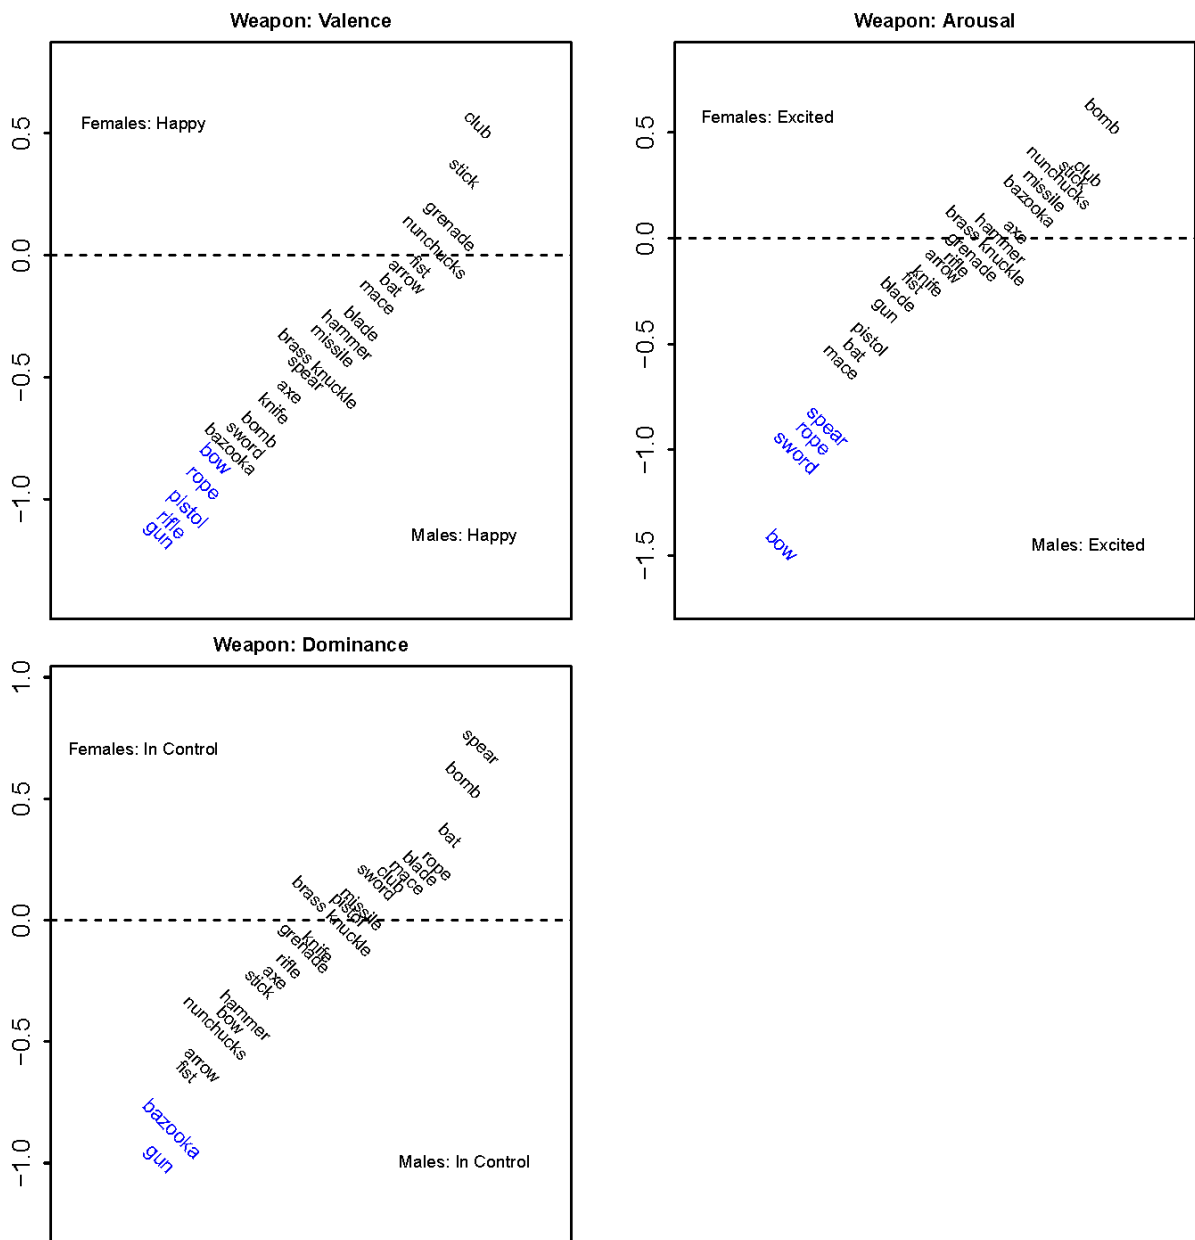 Weapon: Valence
0.5
0.0
−0.5
−1.0
Females: Happy
Males: Happy
club
stick
grenade
nunchucks
fist
arrow
bat
mace
blade
hammer
missile
brass knuckle
spear
axe
knife
bomb
sword
bazooka
bow
rope
pistol
rifle
gun
Weapon: Arousal
0.5
0.0
−0.5
−1.0
−1.5
Females: Excited
Males: Excited
bomb
club
stick
nunchucks
missile
bazooka
axe
hammer
brass knuckle
grenade
rifle
arrow
knife
fist
blade
gun
pistol
bat
mace
spear
rope
sword
bow
Weapon: Dominance
1.0
0.5
0.0
−0.5
−1.0
Females: In Control
Males: In Control
spear
bomb
bat
rope
blade
mace
club
sword
missile
pistol
brass knuckle
knife
grenade
rifle
axe
stick
hammer
bow
nunchucks
arrow
fist
bazooka
gun